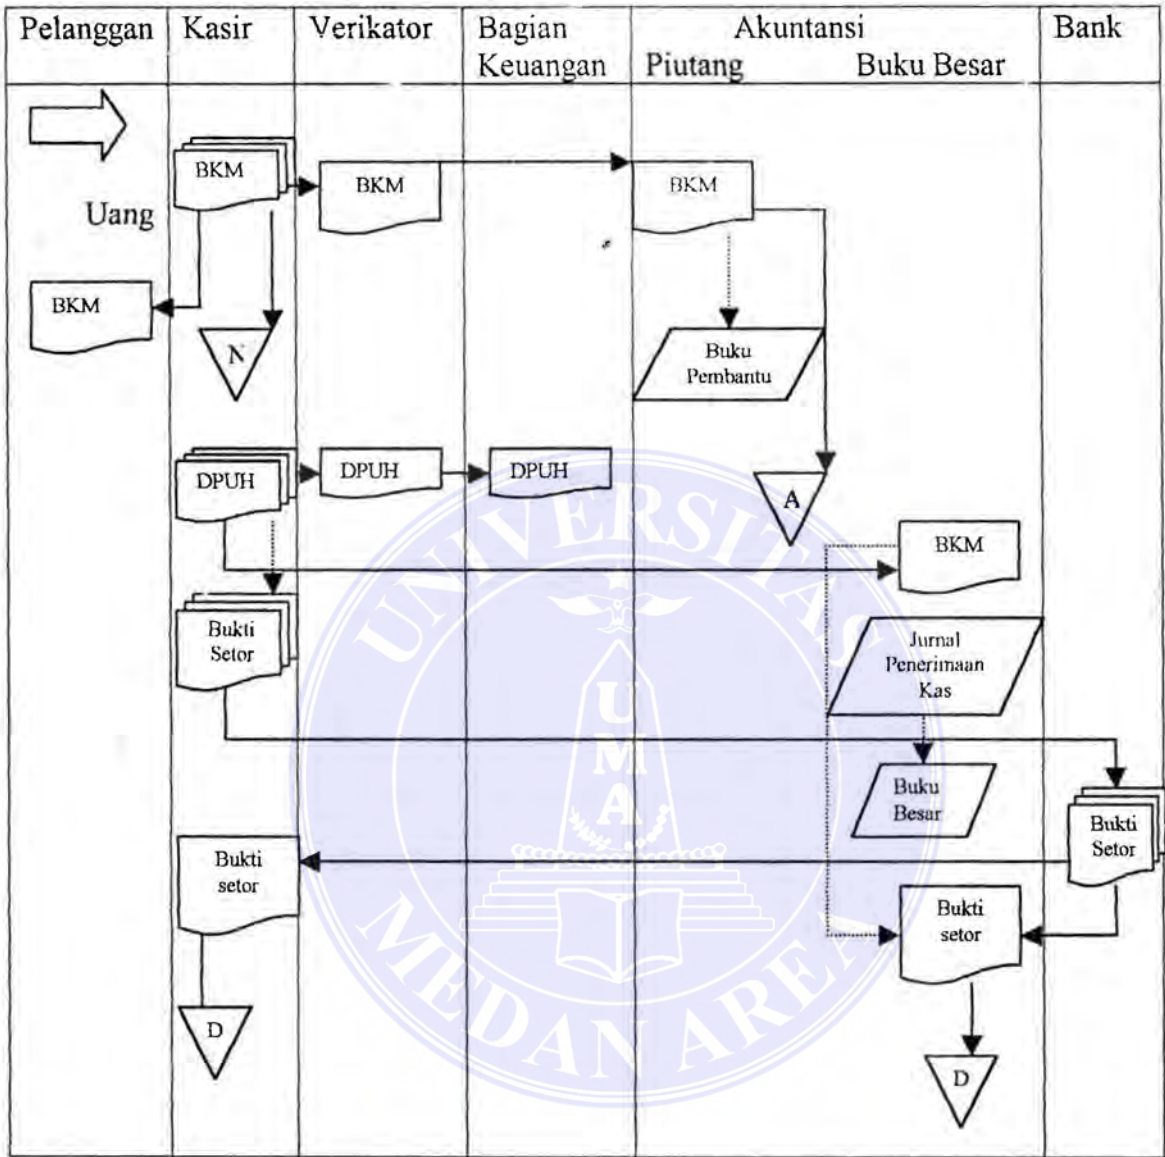 Pelanggan Kasir Verikator Bagian Akuntansi Bank
Keuangan Piutang Buku Besar
BKM
BKM
BKM
Uang
BKM
N
Buku
Pembantu
DPUH
DPUH
DPUH
A
BKM
Bukti
Setor
Jurnal
Penerimaan
Kas
Buku
Besar
Bukti
Setor
Bukti
setor
Bukti
setor
D
D
UNIVERSITAS
UMA
MEDAN AREA